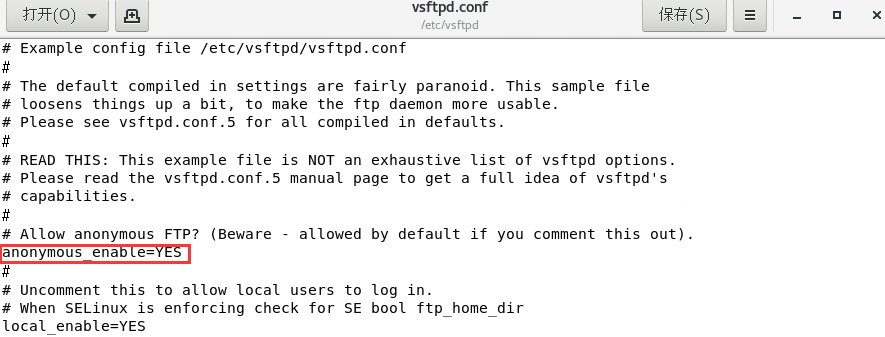 打开(O)
vsftpd.conf
/etc/vsftpd
保存(S)
# Example config file /etc/vsftpd/vsftpd.conf
#
# The default compiled in settings are fairly paranoid. This sample file
# loosens things up a bit, to make the ftp daemon more usable.
# Please see vsftpd.conf.5 for all compiled in defaults.
#
# READ THIS: This example file is NOT an exhaustive list of vsftpd options.
# Please read the vsftpd.conf.5 manual page to get a full idea of vsftpd's
# capabilities.
#
# Allow anonymous FTP? (Beware - allowed by default if you comment this out).
anonymous_enable=YES
#
# Uncomment this to allow local users to log in.
# When SELinux is enforcing check for SE bool ftp_home_dir
local_enable=YES